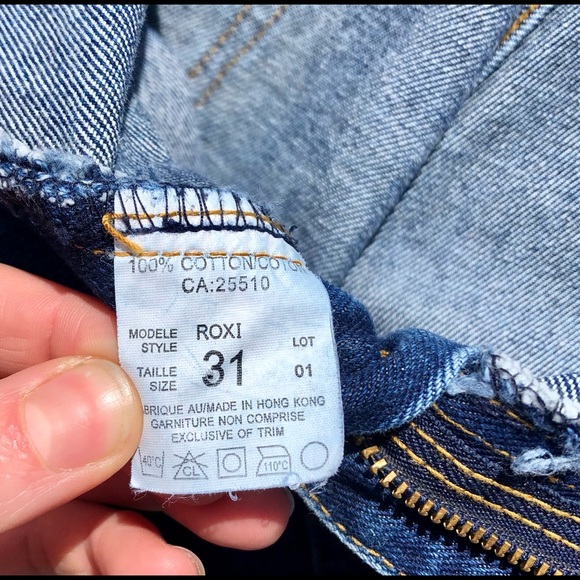 100% COTTON/COTON
CA:25510
MODELE ROXI LOT
STYLE
TAILLE 31 01
SIZE
BRIQUE AU/MADE IN HONG KONG
GARNITURE NON COMPRISE
EXCLUSIVE OF TRIM
40°C CL 110°C